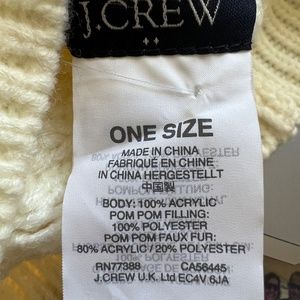 J.CREW
ONE SIZE
MADE IN CHINA
FABRIQUÉ EN CHINE
IN CHINA HERGESTELLT
中国製
BODY: 100% ACRYLIC
POM POM FILLING:
100% POLYESTER
POM POM FAUX FUR:
80% ACRYLIC / 20% POLYESTER
RN77388 CA56445
J.CREW U.K. Ltd EC4V 6JA